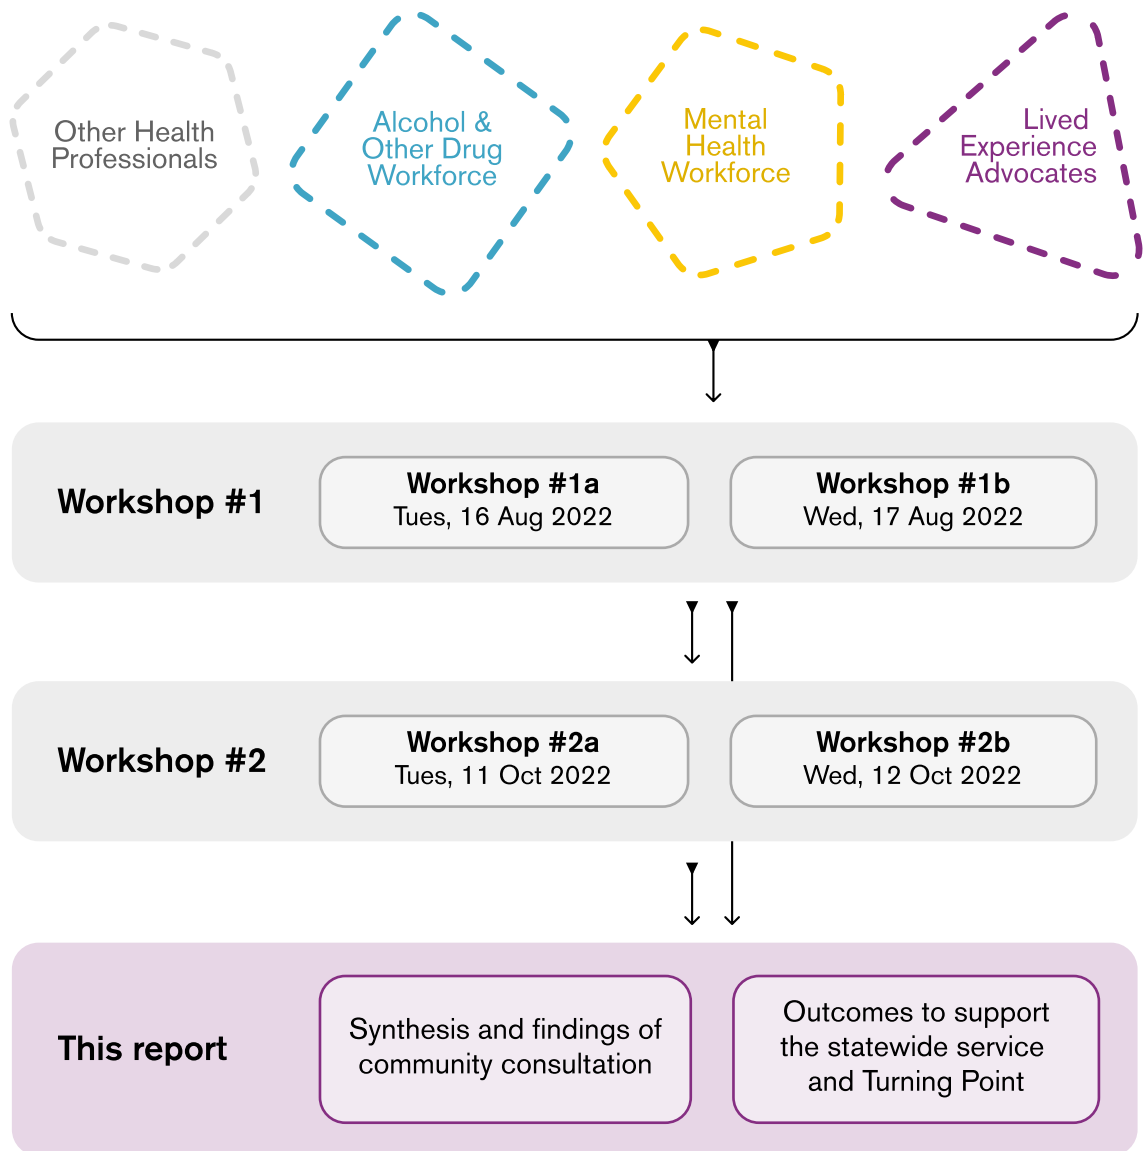 Other Health
Professionals
Alcohol &
Other Drug
Workforce
Mental
Health
Workforce
Lived
Experience
Advocates
Workshop #1
Workshop #1a
Tues, 16 Aug 2022
Workshop #1b
Wed, 17 Aug 2022
Workshop #2
Workshop #2a
Tues, 11 Oct 2022
Workshop #2b
Wed, 12 Oct 2022
This report
Synthesis and findings of
community consultation
Outcomes to support
the statewide service
and Turning Point